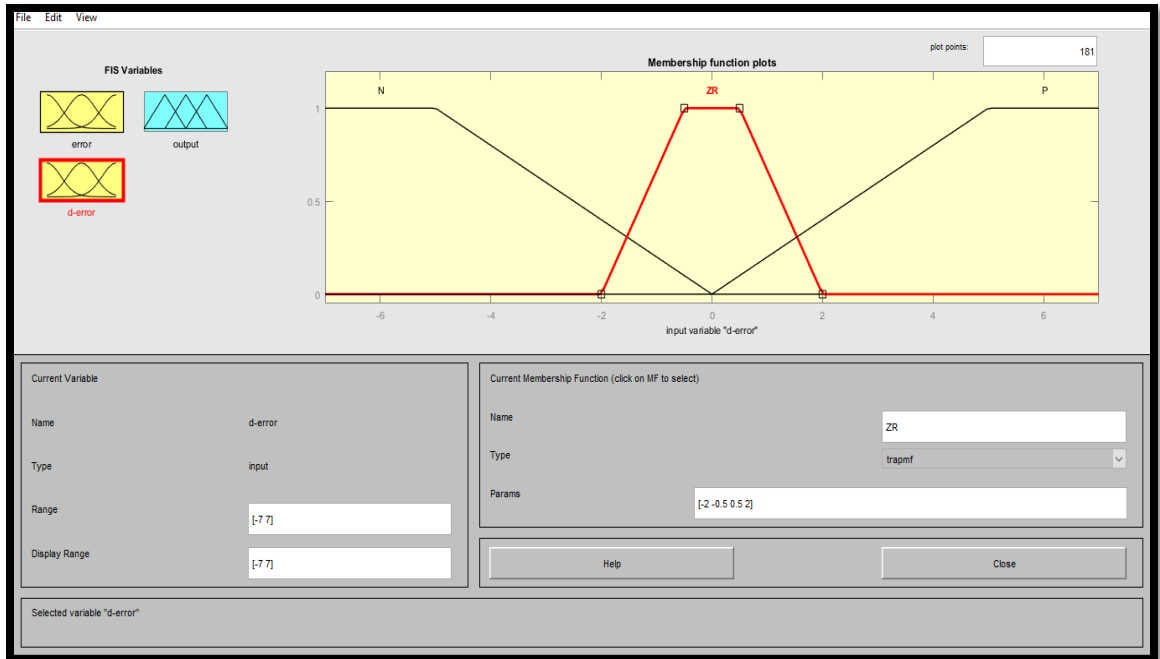 File Edit View
plot points: 181
FIS Variables
Membership function plots
error
output
d-error
N ZR P
1
0.5
0
-6 -4 -2 0 2 4 6
input variable "d-error"
Current Variable
Name d-error
Type input
Range [-7 7]
Display Range [-7 7]
Current Membership Function (click on MF to select)
Name ZR
Type trapmf
Params [-2 -0.5 0.5 2]
Help Close
Selected variable "d-error"